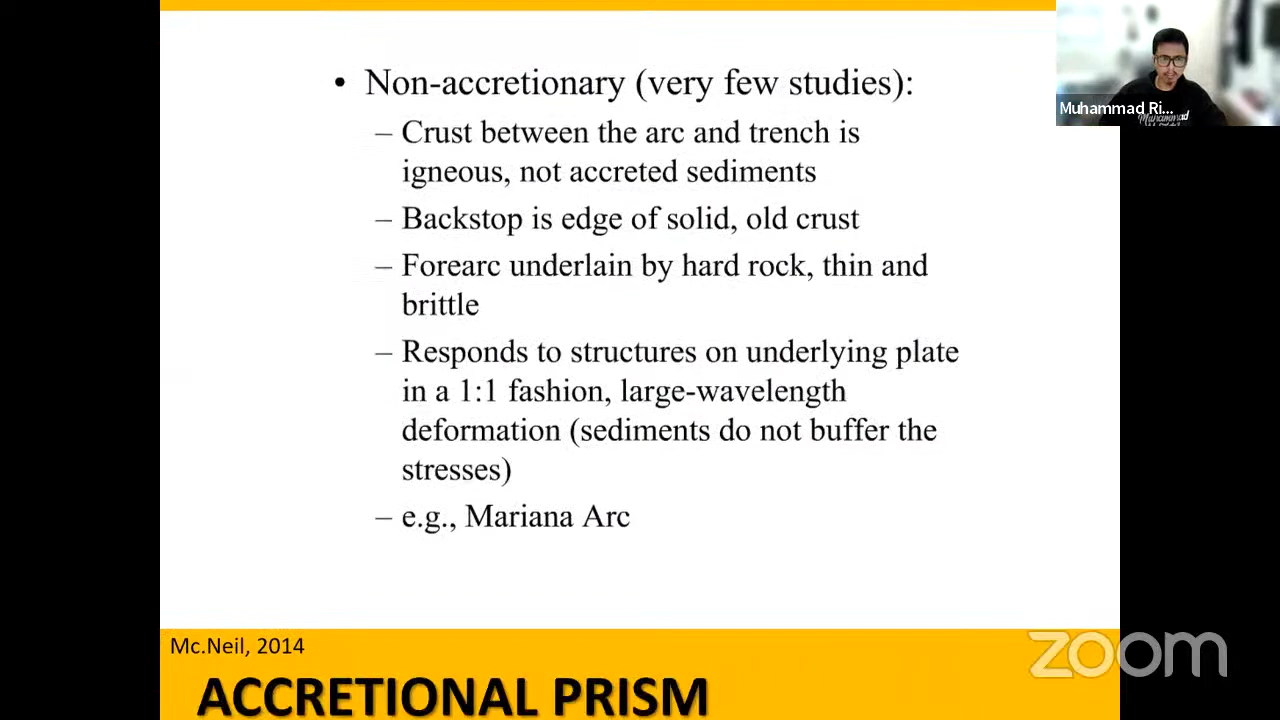 • Non-accretionary (very few studies):
– Crust between the arc and trench is
igneous, not accreted sediments
– Backstop is edge of solid, old crust
– Forearc underlain by hard rock, thin and
brittle
– Responds to structures on underlying plate
in a 1:1 fashion, large-wavelength
deformation (sediments do not buffer the
stresses)
– e.g., Mariana Arc
Muhammad Ri...
Muhammad
Mc.Neil, 2014
ACCRETIONAL PRISM
zoom